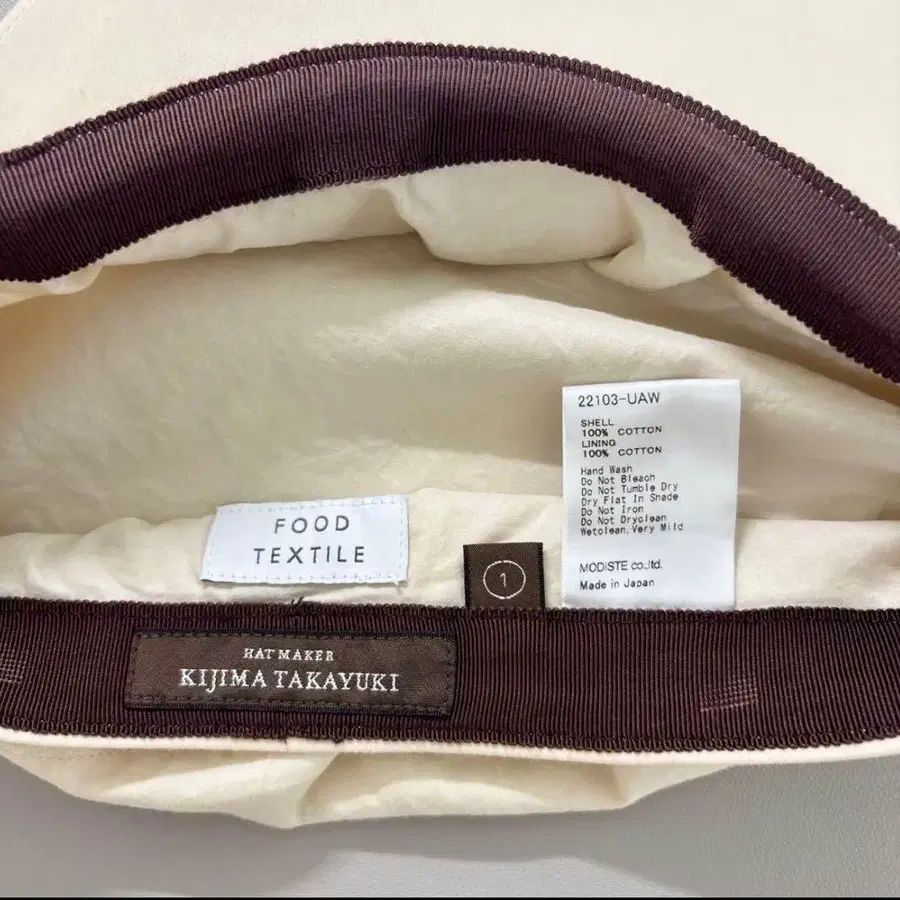 22103-UAW
SHELL
100% COTTON
LINING
100% COTTON
Hand Wash
Do Not Bleach
Do Not Tumble Dry
Dry Flat In Shade
Do Not Iron
Do Not Dryclean
Wetclean, Very Mild
MODiSTE co.,ltd.
Made in Japan
FOOD
TEXTILE
1
HAT MAKER
KIJIMA TAKAYUKI